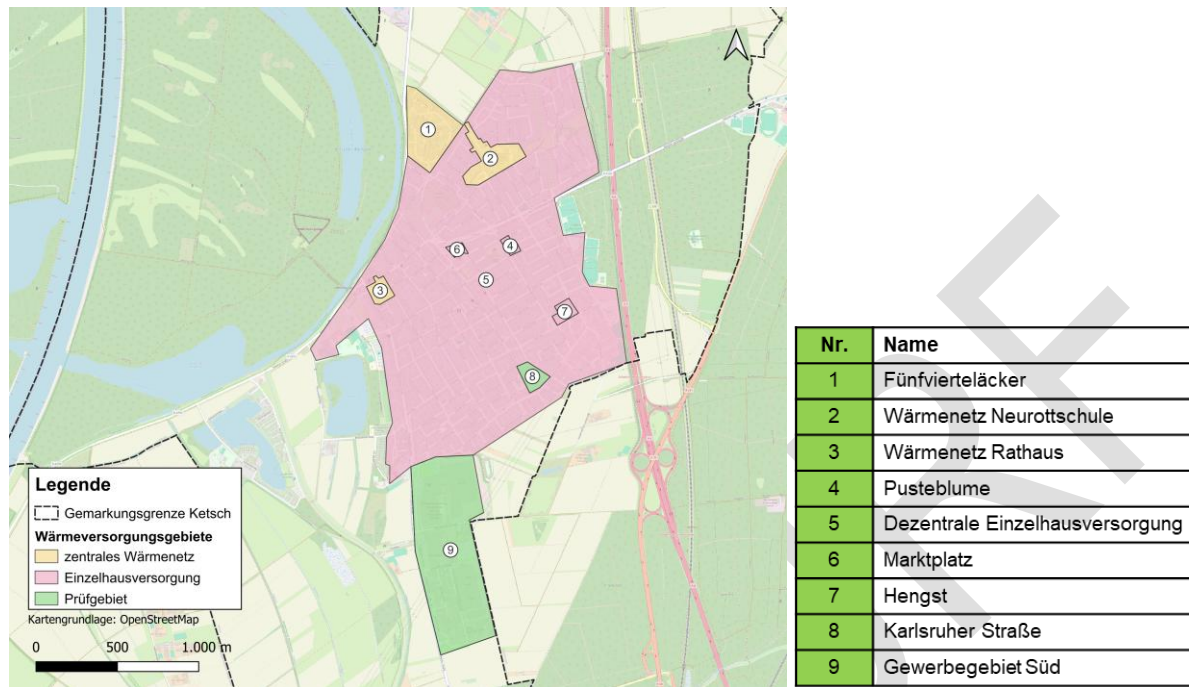 1
2
6
4
5
3
7
8
9
Legende
Gemarkungsgrenze Ketsch
Wärmeversorgungsgebiete
zentrales Wärmenetz
Einzelhausversorgung
Prüfgebiet
Kartengrundlage: OpenStreetMap
0 500 1.000 m
Nr. Name
1 Fünfvierteläcker
2 Wärmenetz Neurottschule
3 Wärmenetz Rathaus
4 Pusteblume
5 Dezentrale Einzelhausversorgung
6 Marktplatz
7 Hengst
8 Karlsruher Straße
9 Gewerbegebiet Süd
RF